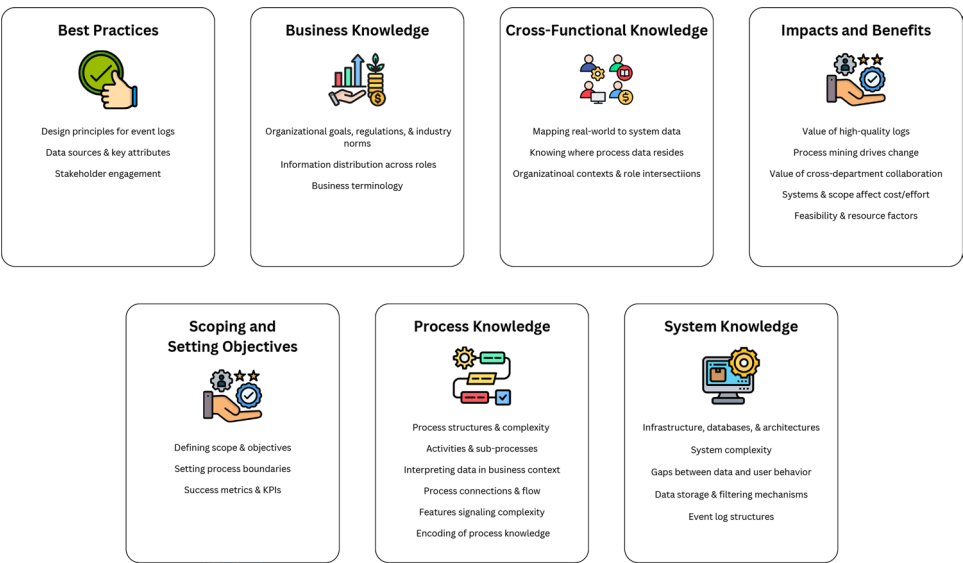 Best Practices
Design principles for event logs
Data sources & key attributes
Stakeholder engagement
Business Knowledge
Organizational goals, regulations, & industry
norms
Information distribution across roles
Business terminology
Cross-Functional Knowledge
Mapping real-world to system data
Knowing where process data resides
Organizatinoal contexts & role intersectiions
Impacts and Benefits
Value of high-quality logs
Process mining drives change
Value of cross-department collaboration
Systems & scope affect cost/effort
Feasibility & resource factors
Scoping and
Setting Objectives
Defining scope & objectives
Setting process boundaries
Success metrics & KPIs
Process Knowledge
Process structures & complexity
Activities & sub-processes
Interpreting data in business context
Process connections & flow
Features signaling complexity
Encoding of process knowledge
System Knowledge
Infrastructure, databases, & architectures
System complexity
Gaps between data and user behavior
Data storage & filtering mechanisms
Event log structures